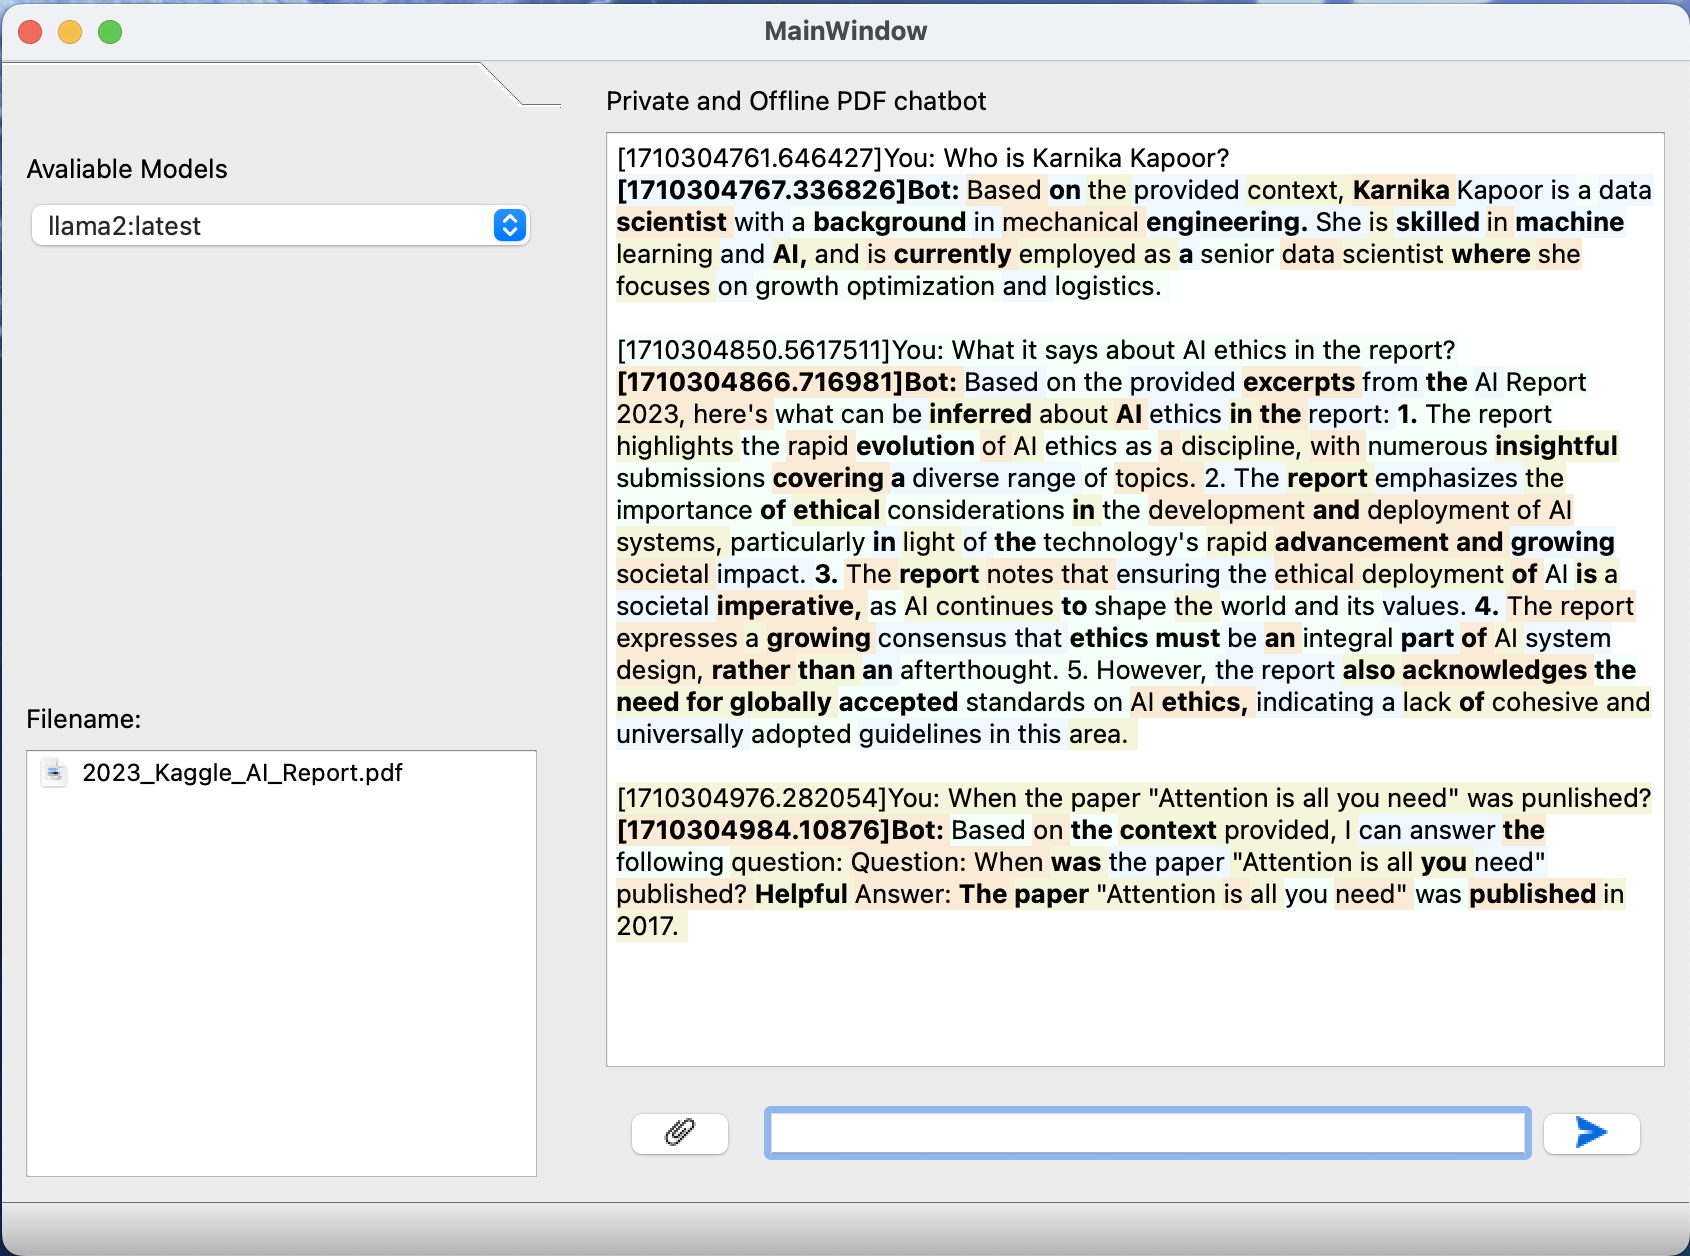 MainWindow
Avaliable Models
llama2:latest
Filename:
2023_Kaggle_AI_Report.pdf
Private and Offline PDF chatbot
[1710304761.646427]You: Who is Karnika Kapoor?
[1710304767.336826]Bot: Based on the provided context, Karnika Kapoor is a data
scientist with a background in mechanical engineering. She is skilled in machine
learning and AI, and is currently employed as a senior data scientist where she
focuses on growth optimization and logistics.
[1710304850.5617511]You: What it says about AI ethics in the report?
[1710304866.716981]Bot: Based on the provided excerpts from the AI Report
2023, here's what can be inferred about AI ethics in the report: 1. The report
highlights the rapid evolution of AI ethics as a discipline, with numerous insightful
submissions covering a diverse range of topics. 2. The report emphasizes the
importance of ethical considerations in the development and deployment of AI
systems, particularly in light of the technology's rapid advancement and growing
societal impact. 3. The report notes that ensuring the ethical deployment of AI is a
societal imperative, as AI continues to shape the world and its values. 4. The report
expresses a growing consensus that ethics must be an integral part of AI system
design, rather than an afterthought. 5. However, the report also acknowledges the
need for globally accepted standards on AI ethics, indicating a lack of cohesive and
universally adopted guidelines in this area.
[1710304976.282054]You: When the paper "Attention is all you need" was punlished?
[1710304984.10876]Bot: Based on the context provided, I can answer the
following question: Question: When was the paper "Attention is all you need"
published? Helpful Answer: The paper "Attention is all you need" was published in
2017.